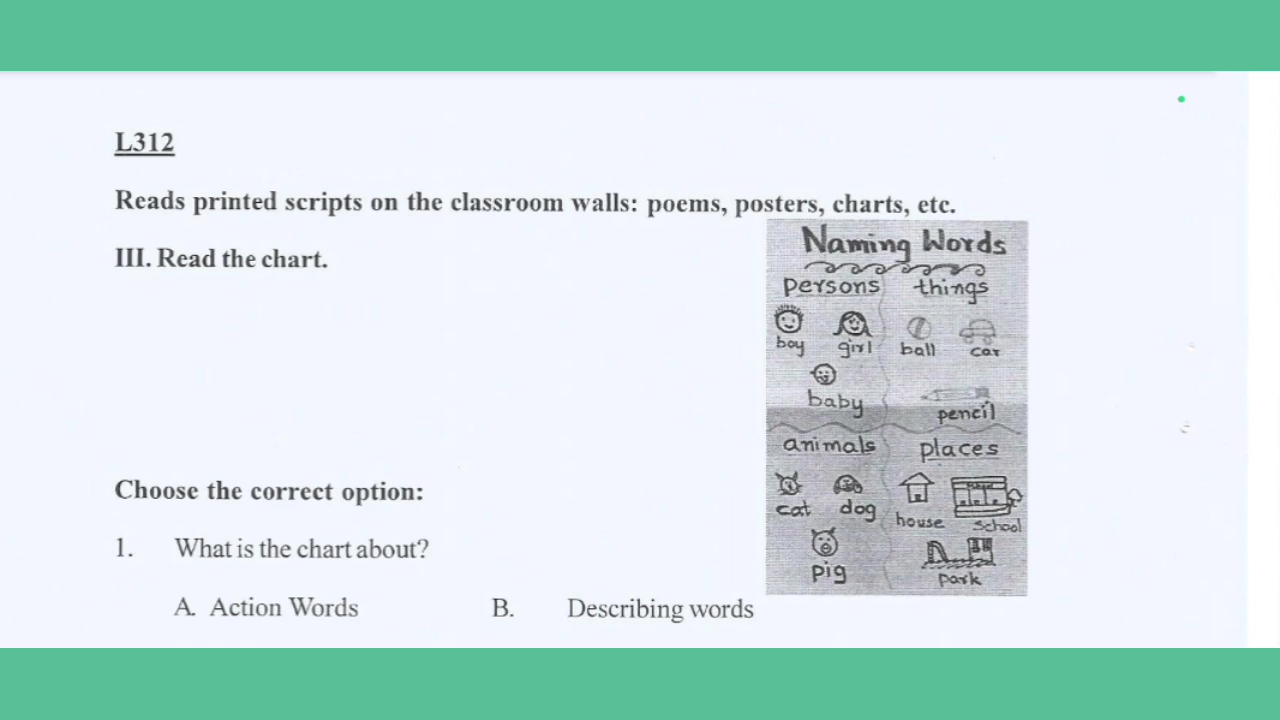 L312
Reads printed scripts on the classroom walls: poems, posters, charts, etc.
III. Read the chart.
Naming Words
persons things
boy girl ball car
baby pencil
animals places
cat dog house School
pig park
Choose the correct option:
1. What is the chart about?
A. Action Words B. Describing words